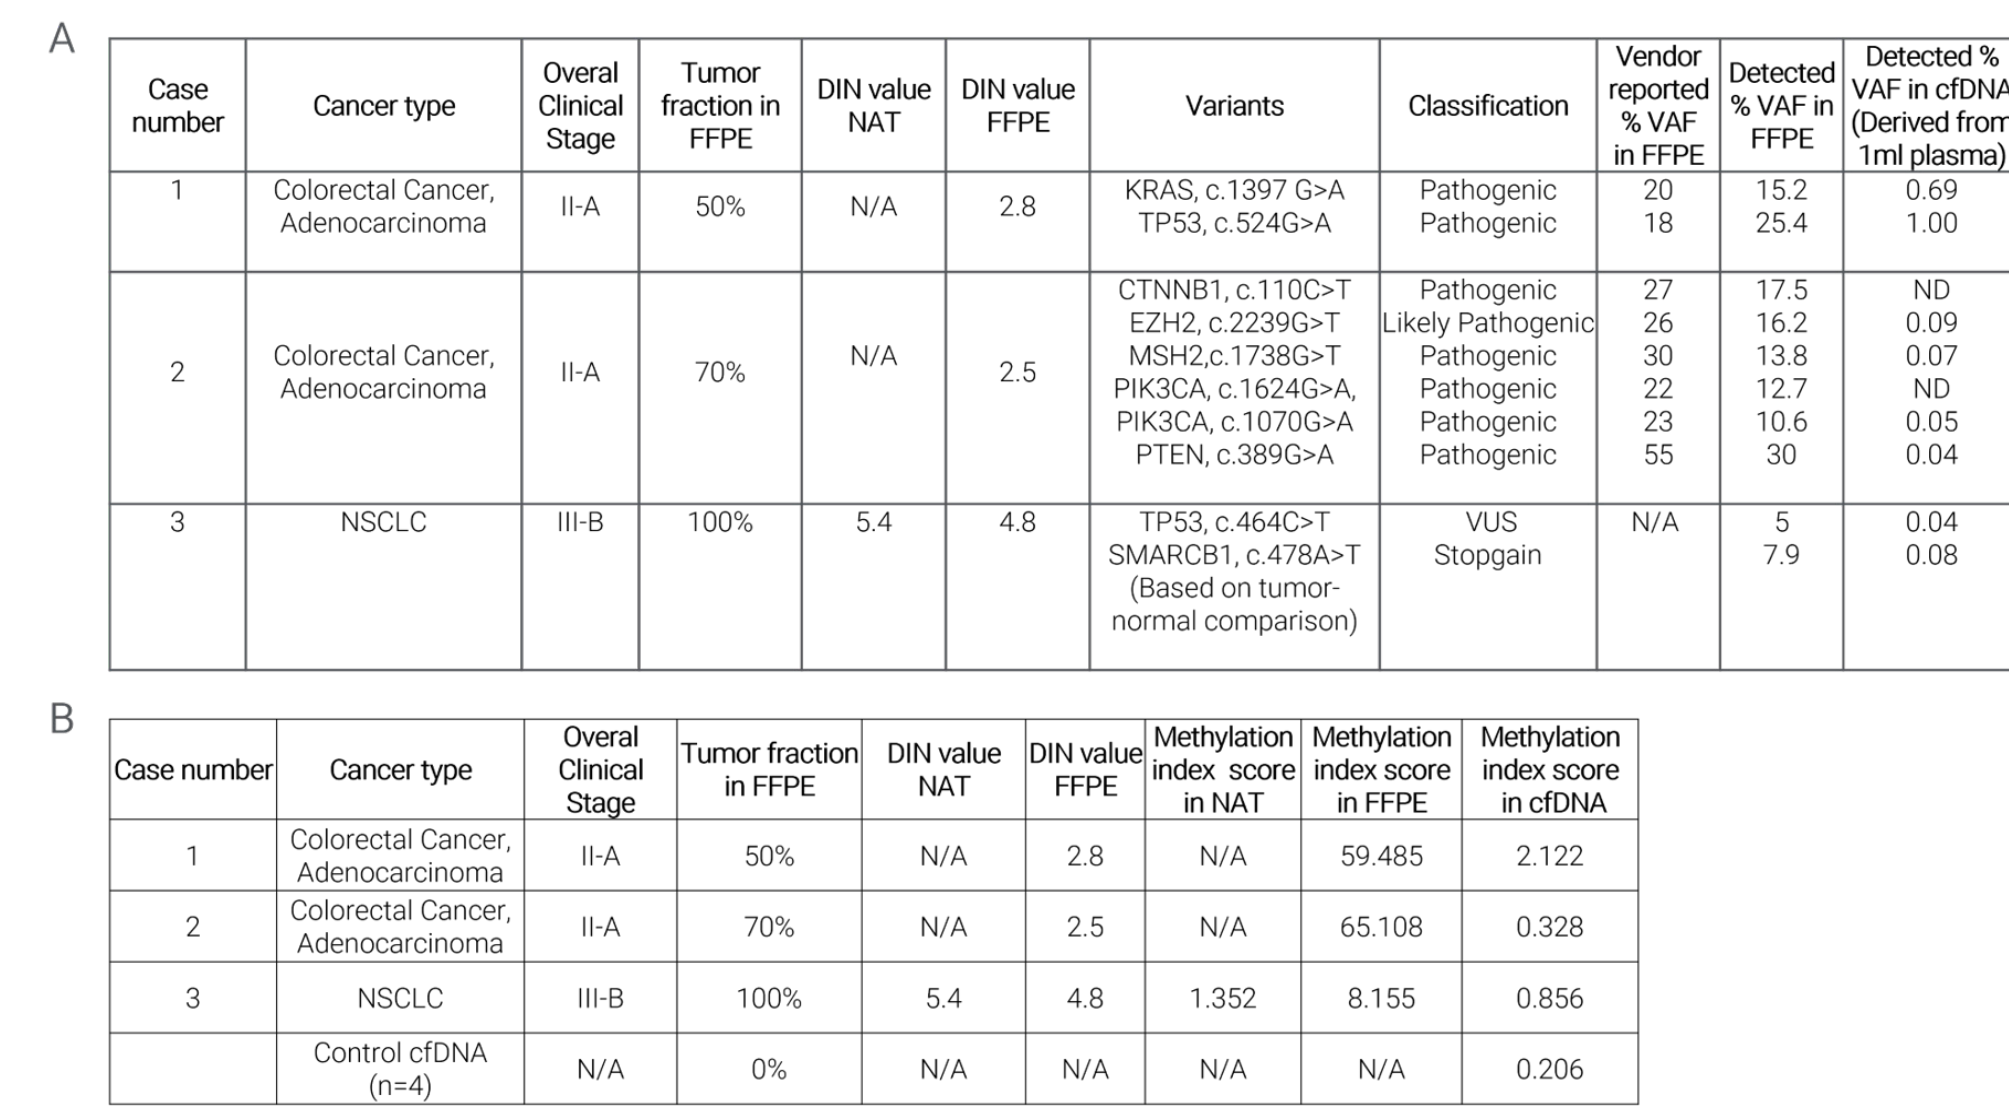 A
Case number | Cancer type | Overal Clinical Stage | Tumor fraction in FFPE | DIN value NAT | DIN value FFPE | Variants | Classification | Vendor reported % VAF in FFPE | Detected % VAF in FFPE | Detected % VAF in cfDNA (Derived from 1ml plasma)
1 | Colorectal Cancer, Adenocarcinoma | II-A | 50% | N/A | 2.8 | KRAS, c.1397 G>A | Pathogenic | 20 | 15.2 | 0.69
TP53, c.524G>A | Pathogenic | 18 | 25.4 | 1.00
2 | Colorectal Cancer, Adenocarcinoma | II-A | 70% | N/A | 2.5 | CTNNB1, c.110C>T | Pathogenic | 27 | 17.5 | ND
EZH2, c.2239G>T | Likely Pathogenic | 26 | 16.2 | 0.09
MSH2,c.1738G>T | Pathogenic | 30 | 13.8 | 0.07
PIK3CA, c.1624G>A, | Pathogenic | 22 | 12.7 | ND
PIK3CA, c.1070G>A | Pathogenic | 23 | 10.6 | 0.05
PTEN, c.389G>A | Pathogenic | 55 | 30 | 0.04
3 | NSCLC | III-B | 100% | 5.4 | 4.8 | TP53, c.464C>T | VUS | N/A | 5 | 0.04
SMARCB1, c.478A>T | Stopgain | 7.9 | 0.08
(Based on tumor-
normal comparison)
B
Case number | Cancer type | Overal Clinical Stage | Tumor fraction in FFPE | DIN value NAT | DIN value FFPE | Methylation index score in NAT | Methylation index score in FFPE | Methylation index score in cfDNA
1 | Colorectal Cancer, Adenocarcinoma | II-A | 50% | N/A | 2.8 | N/A | 59.485 | 2.122
2 | Colorectal Cancer, Adenocarcinoma | II-A | 70% | N/A | 2.5 | N/A | 65.108 | 0.328
3 | NSCLC | III-B | 100% | 5.4 | 4.8 | 1.352 | 8.155 | 0.856
Control cfDNA (n=4) | N/A | 0% | N/A | N/A | N/A | N/A | 0.206